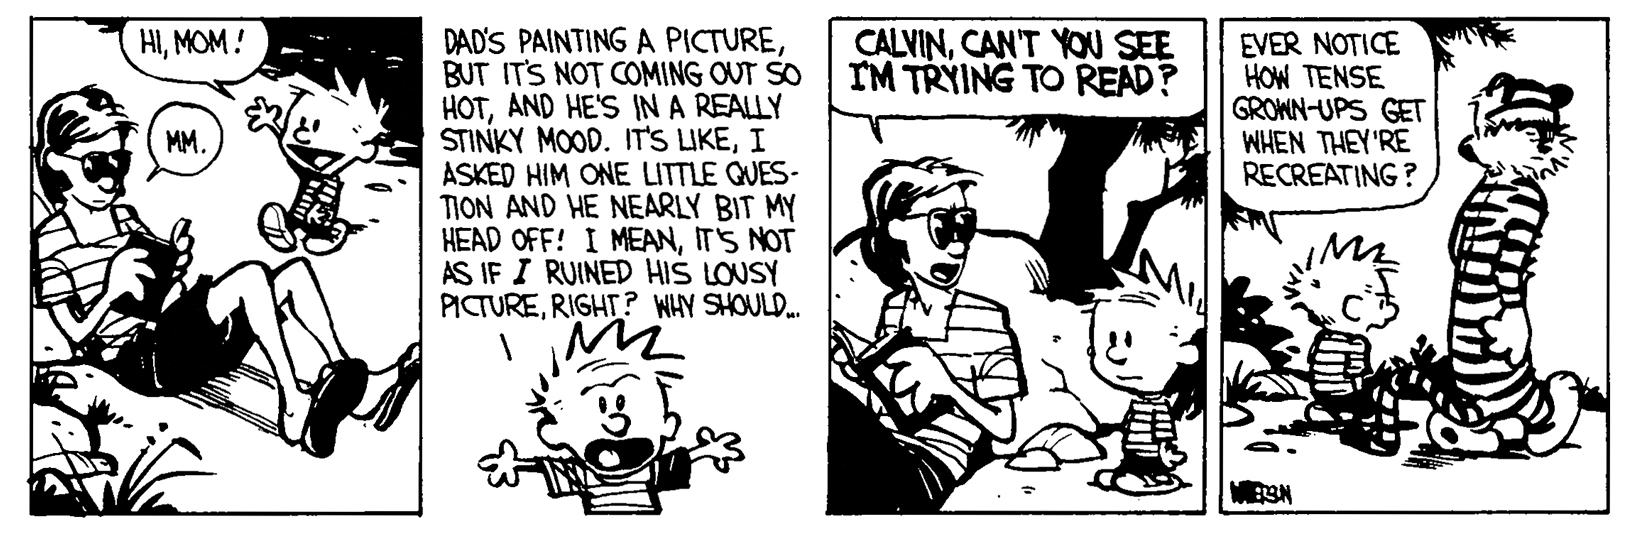 HI, MOM!
MM.
DAD'S PAINTING A PICTURE,
BUT IT'S NOT COMING OUT SO
HOT, AND HE'S IN A REALLY
STINKY MOOD. IT'S LIKE, I
ASKED HIM ONE LITTLE QUES-
TION AND HE NEARLY BIT MY
HEAD OFF! I MEAN, IT'S NOT
AS IF I RUINED HIS LOUSY
PICTURE, RIGHT? WHY SHOULD...
CALVIN, CAN'T YOU SEE
I'M TRYING TO READ?
EVER NOTICE
HOW TENSE
GROWN-UPS GET
WHEN THEY'RE
RECREATING?